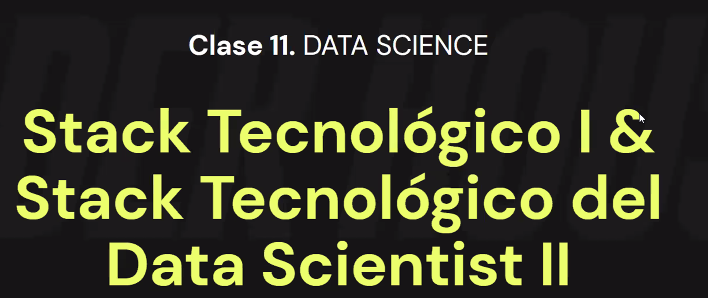 Clase 11. DATA SCIENCE
Stack Tecnológico I &
Stack Tecnológico del
Data Scientist II